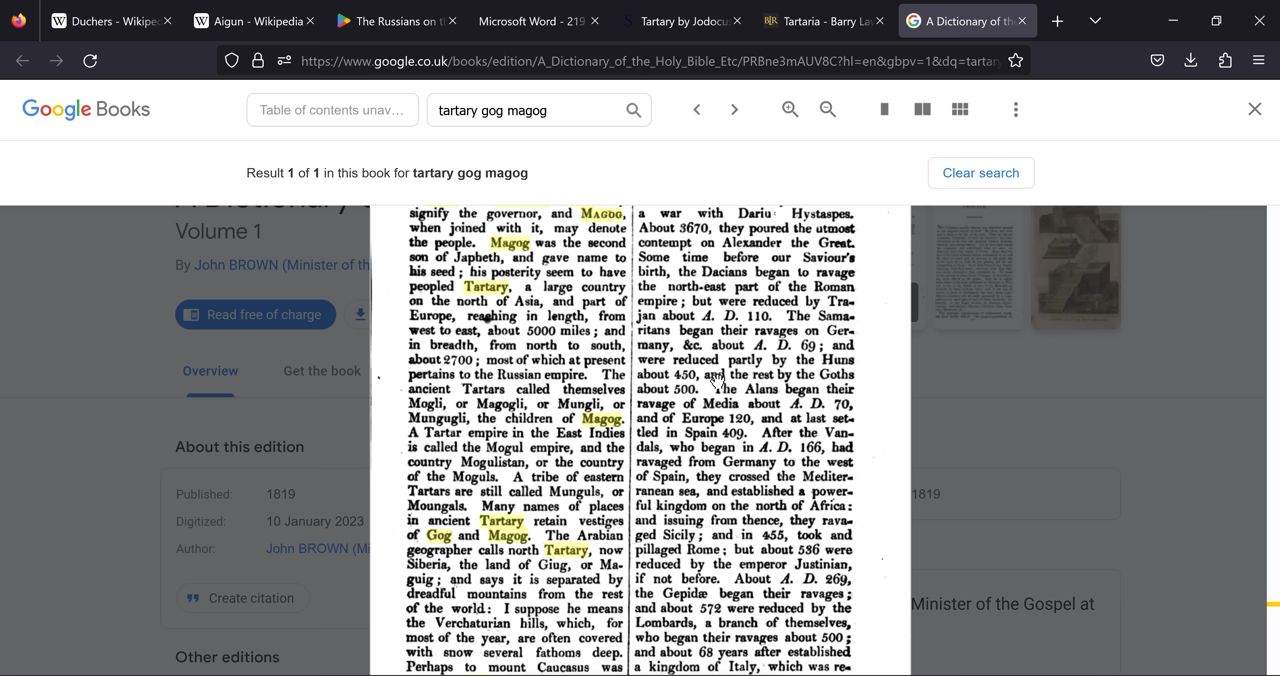 Duchers — Wikipe
Aigun - Wikipedia
The Russians on t
Microsoft Word - 219
Tartary by Jodocu
Tartaria - Barry La
A Dictionary of th
https://www.google.co.uk/books/edition/A_Dictionary_of_the_Holy_Bible_Etc/PRBne3mAUV8C?hl=en&gbpv=1&dq=tartar
Google Books
Table of contents unav...
tartary gog magog
Result 1 of 1 in this book for tartary gog magog
Clear search
Volume 1
By John BROWN (Minister of th
Read free of charge
Overview
Get the book
About this edition
Published: 1819
Digitized: 10 January 2023
Author: John BROWN (Mi
Create citation
Other editions
signify the governor, and MAGOG,
when joined with it, may denote
the people. Magog was the second
son of Japheth, and gave name to
his seed; his posterity seem to have
peopled Tartary, a large country
on the north of Asia, and part of
Europe, reaching in length, from
west to east, about 5000 miles; and
in breadth, from north to south,
about 2700; most of which at present
pertains to the Russian empire. The
ancient Tartars called themselves
Mogli, or Magogli, or Mungli, or
Mungugli, the children of Magog.
A Tartar empire in the East Indies
is called the Mogul empire, and the
country Mogulistan, or the country
of the Moguls. A tribe of eastern
Tartars are still called Munguls, or
Moungals. Many names of places
in ancient Tartary retain vestiges
of Gog and Magog. The Arabian
geographer calls north Tartary, now
Siberia, the land of Giug, or Ma-
guig; and says it is separated by
dreadful mountains from the rest
of the world: I suppose he means
the Verchaturian hills, which, for
most of the year, are often covered
with snow several fathoms deep.
Perhaps to mount Caucasus was
a war with Dariu Hystaspes.
About 3670, they poured the utmost
contempt on Alexander the Great.
Some time before our Saviour's
birth, the Dacians began to ravage
the north-east part of the Roman
empire; but were reduced by Tra-
jan about A. D. 110. The Sama-
ritans began their ravages on Ger-
many, &c. about A. D. 69; and
were reduced partly by the Huns
about 450, and the rest by the Goths
about 500. The Alans began their
ravage of Media about A. D. 70,
and of Europe 120, and at last set-
tled in Spain 409. After the Van-
dals, who began in A. D. 166, had
ravaged from Germany to the west
of Spain, they crossed the Mediter-
ranean sea, and established a power-
ful kingdom on the north of Africa:
and issuing from thence, they rava-
ged Sicily; and in 455, took and
pillaged Rome; but about 536 were
reduced by the emperor Justinian,
if not before. About A. D. 269,
the Gepidæ began their ravages;
and about 572 were reduced by the
Lombards, a branch of themselves,
who began their ravages about 500;
and about 68 years after established
a kingdom of Italy, which was re-
1819
Minister of the Gospel at